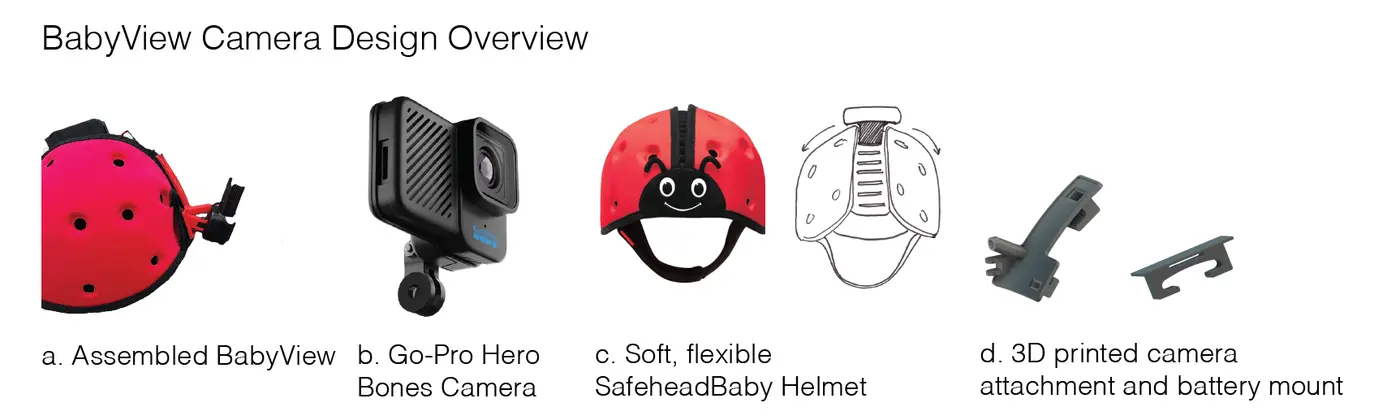 BabyView Camera Design Overview
a. Assembled BabyView
b. Go-Pro Hero
Bones Camera
c. Soft, flexible
SafeheadBaby Helmet
d. 3D printed camera
attachment and battery mount